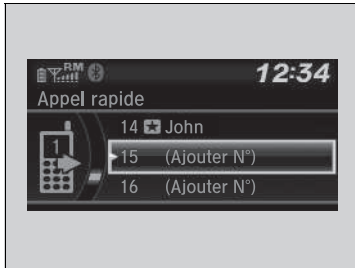 RM
12:34
Appel rapide
14 John
1
15 (Ajouter N°)
16 (Ajouter N°)